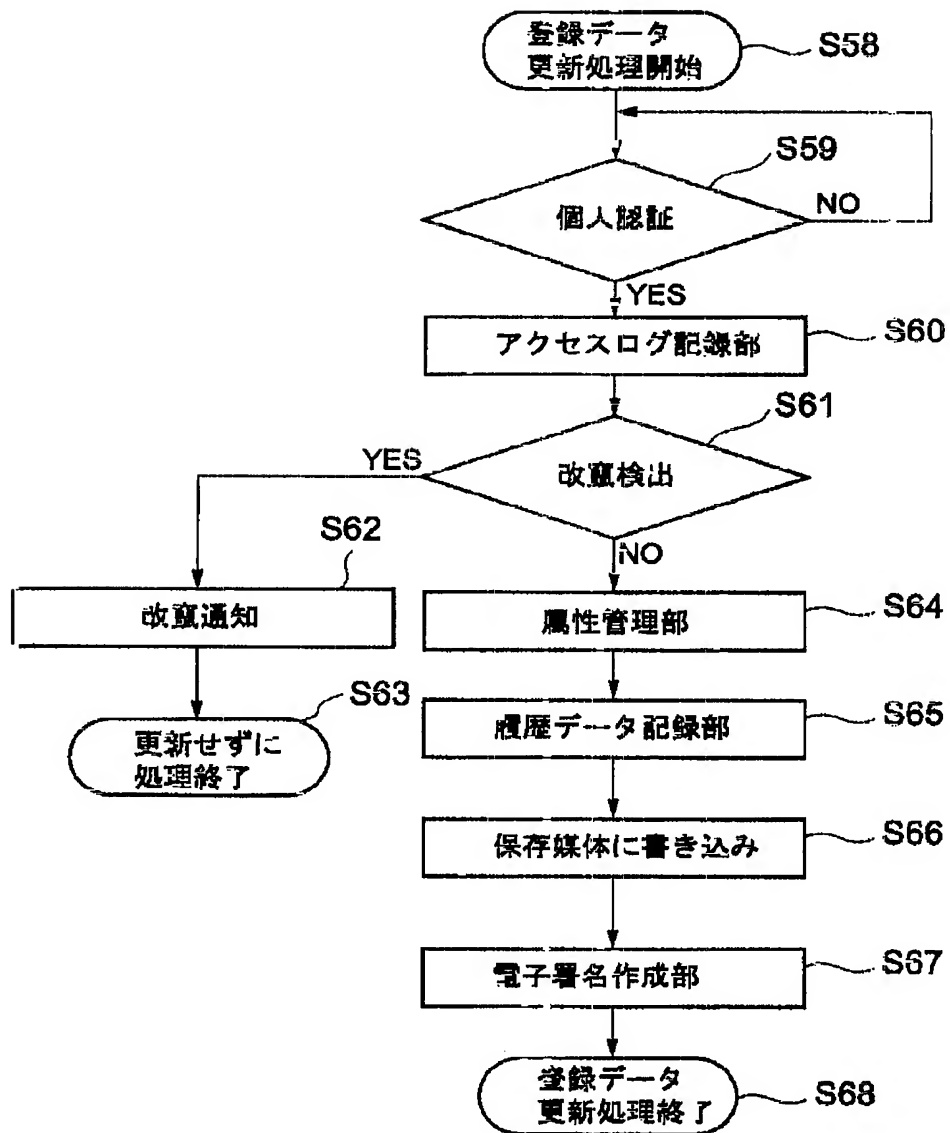 登録データ
更新処理開始
S58
S59
個人認証
NO
YES
アクセスログ記録部
S60
S61
YES
改竄検出
NO
S62
改竄通知
属性管理部
S64
S63
更新せずに
処理終了
履歴データ記録部
S65
保存媒体に書き込み
S66
電子署名作成部
S67
登録データ
更新処理終了
S68